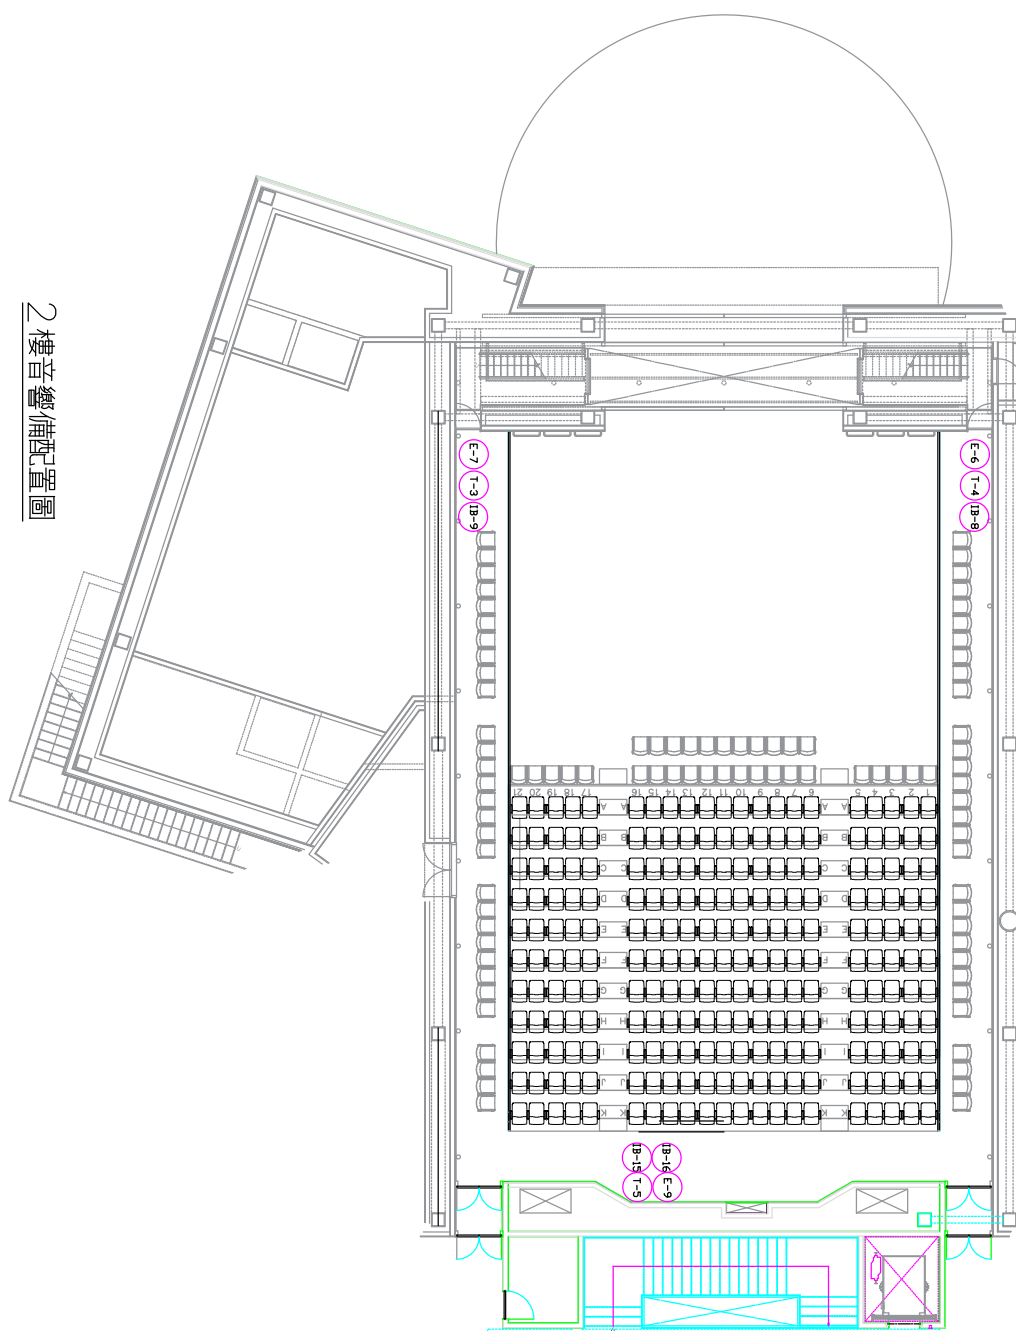 2樓音響備配置圖
E-7
T-3
IB-9
E-6
T-4
IB-8
21 20 19 18 17 16 15 14 13 12 11 10 9 8 7 6 5 4 3 2 1
A A A A
B B B B
C C C C
D D D D
E E E E
F F F F
G G G G
H H H H
I I I I
J J J J
K K K K
IB-15 IB-16
T-5 E-9